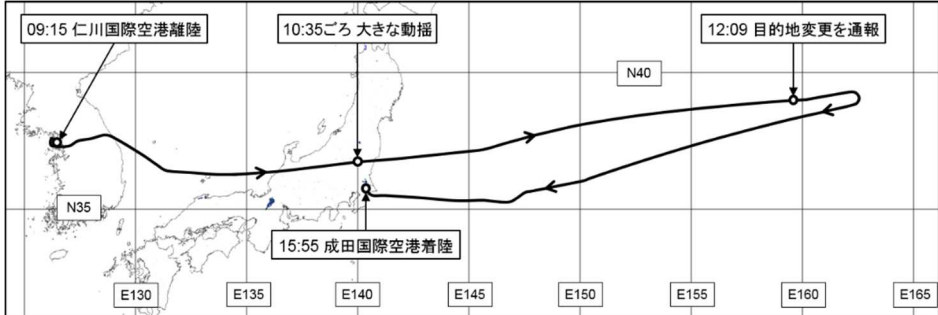 09:15 仁川国際空港離陸
10:35ごろ 大きな動揺
12:09 目的地変更を通報
N40
N35
15:55 成田国際空港着陸
E130
E135
E140
E145
E150
E155
E160
E165